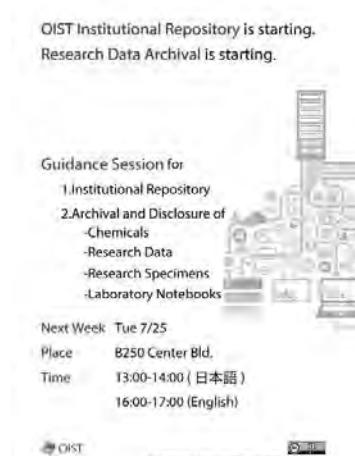 OIST Institutional Repository is starting.
Research Data Archival is starting.
Guidance Session for
1.Institutional Repository
2.Archival and Disclosure of
-Chemicals
-Research Data
-Research Specimens
-Laboratory Notebooks
Next Week Tue 7/25
Place B250 Center Bld.
Time 13:00-14:00 ( 日本語 )
16:00-17:00 (English)
OIST